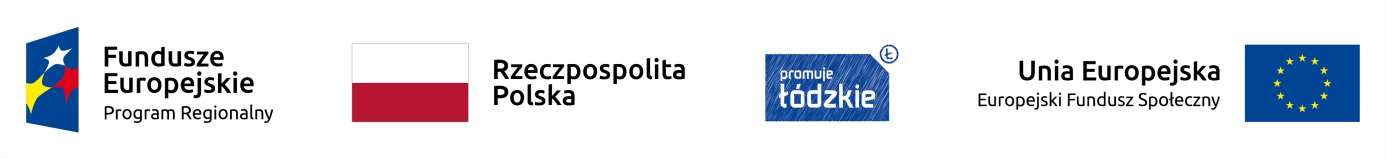 Fundusze
Europejskie
Program Regionalny
Rzeczpospolita
Polska
Ł
promuje
łódzkie
Unia Europejska
Europejski Fundusz Społeczny